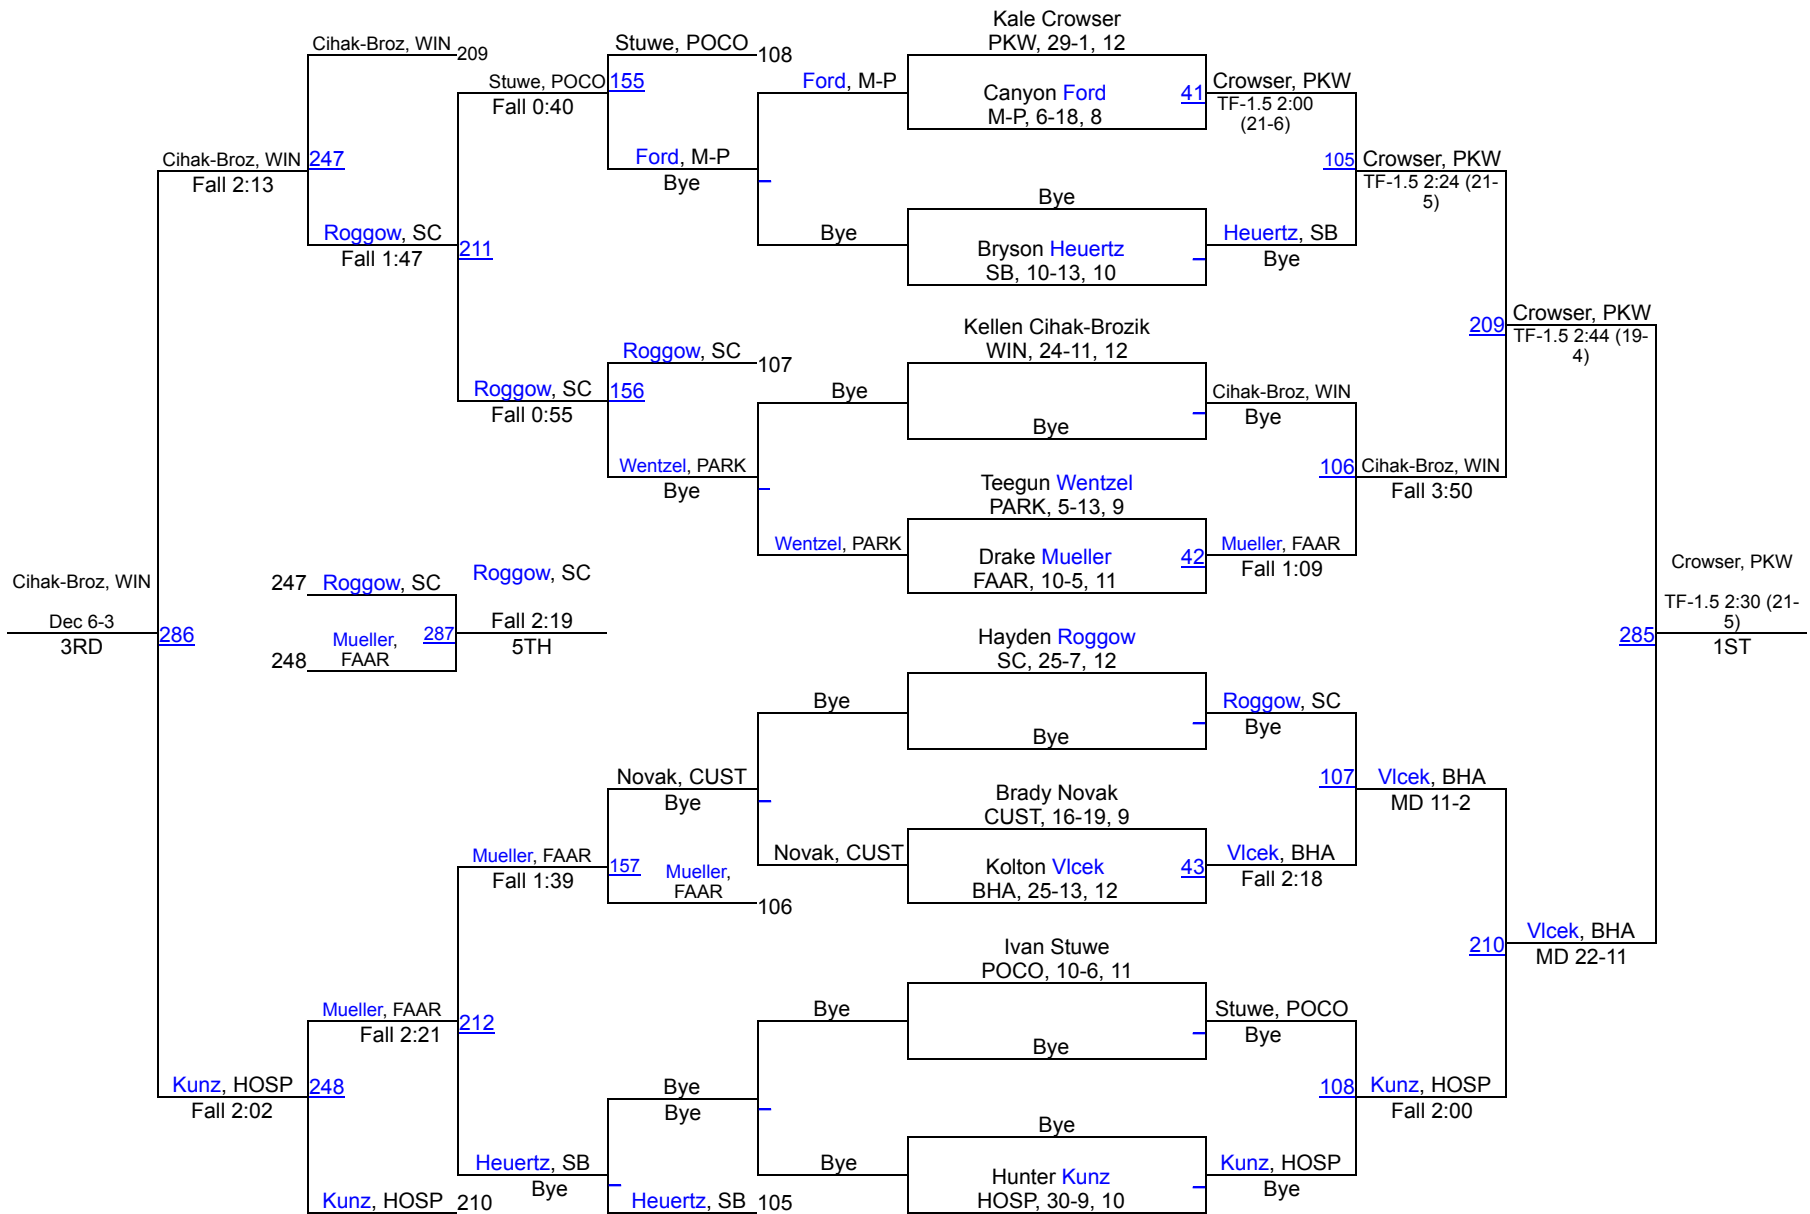 Kale Crowser
PKW, 29-1, 12
Cihak-Broz, WIN
209
Stuwe, POCO
108
Stuwe, POCO
155
Fall 0:40
Ford, M-P
Canyon Ford
M-P, 6-18, 8
41
Crowser, PKW
TF-1.5 2:00
(21-6)
Cihak-Broz, WIN
247
Fall 2:13
Ford, M-P
Bye
105
Crowser, PKW
TF-1.5 2:24 (21-
5)
Bye
Roggow, SC
Fall 1:47
211
Bye
Bryson Heuertz
SB, 10-13, 10
Heuertz, SB
Bye
Kellen Cihak-Brozik
WIN, 24-11, 12
209
Crowser, PKW
TF-1.5 2:44 (19-
4)
Roggow, SC
107
Roggow, SC
156
Fall 0:55
Bye
Bye
Cihak-Broz, WIN
Bye
Wentzel, PARK
Bye
Teegun Wentzel
PARK, 5-13, 9
106
Cihak-Broz, WIN
Fall 3:50
Wentzel, PARK
Drake Mueller
FAAR, 10-5, 11
42
Mueller, FAAR
Fall 1:09
Cihak-Broz, WIN
Dec 6-3
3RD
286
247
Roggow, SC
Roggow, SC
Mueller,
FAAR
248
287
Fall 2:19
5TH
Crowser, PKW
TF-1.5 2:30 (21-
5)
285
1ST
Hayden Roggow
SC, 25-7, 12
Bye
Bye
Roggow, SC
Bye
Novak, CUST
Bye
Brady Novak
CUST, 16-19, 9
107
Vlcek, BHA
MD 11-2
Mueller, FAAR
Fall 1:39
157
Mueller,
FAAR
106
Novak, CUST
Kolton Vlcek
BHA, 25-13, 12
43
Vlcek, BHA
Fall 2:18
Ivan Stuwe
POCO, 10-6, 11
210
Vlcek, BHA
MD 22-11
Mueller, FAAR
Fall 2:21
212
Bye
Bye
Stuwe, POCO
Bye
Kunz, HOSP
Fall 2:02
248
Bye
Bye
108
Kunz, HOSP
Fall 2:00
Bye
Heuertz, SB
Bye
Bye
Hunter Kunz
HOSP, 30-9, 10
Kunz, HOSP
Bye
Kunz, HOSP
210
Heuertz, SB
105